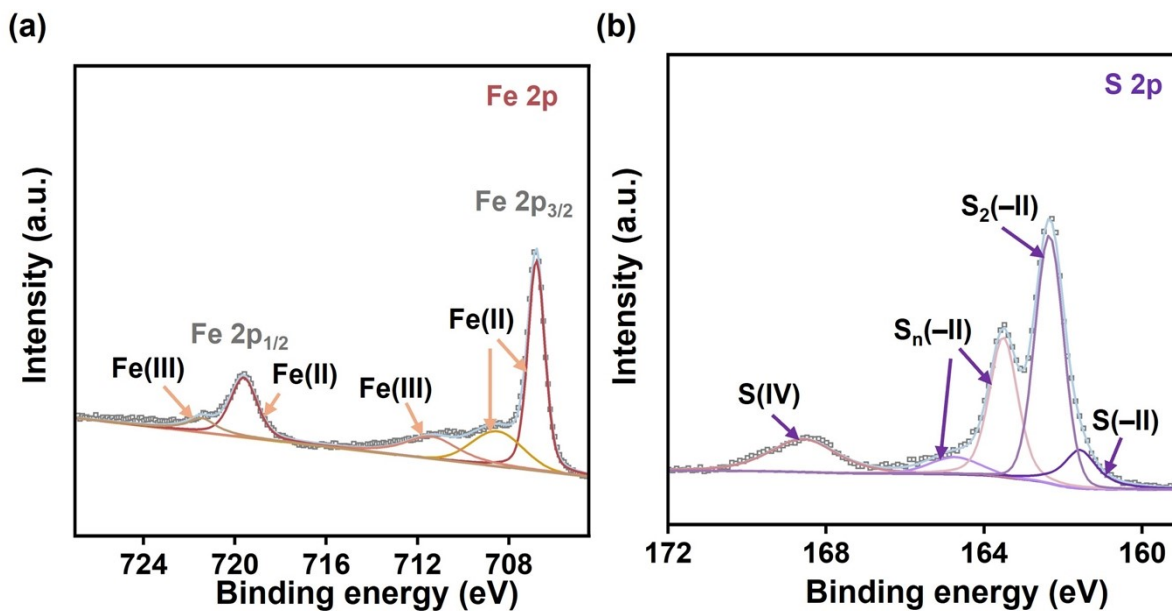 (a)
Fe 2p
Fe 2p3/2
Fe(II)
Fe 2p1/2
Fe(III)
Fe(II)
Fe(III)
Intensity (a.u.)
724 720 716 712 708
Binding energy (eV)
(b)
S 2p
S2(–II)
Sn(–II)
S(IV)
S(–II)
Intensity (a.u.)
172 168 164 160
Binding energy (eV)